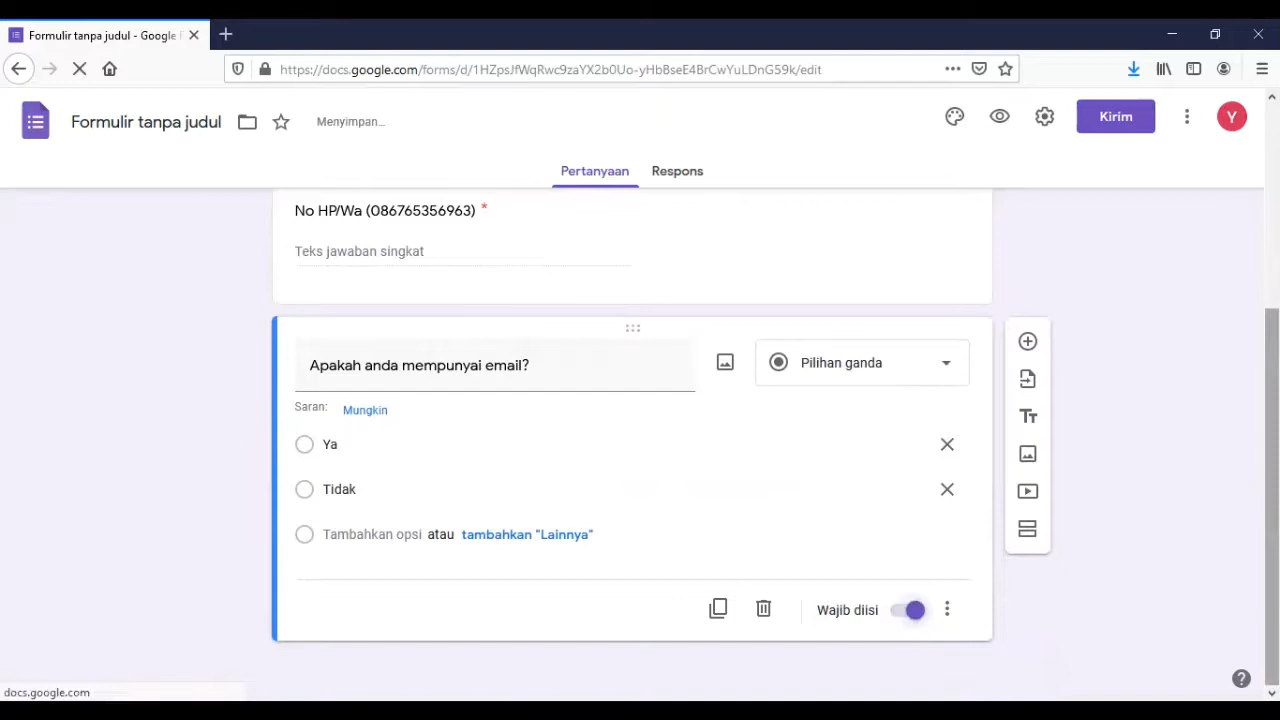 Formulir tanpa judul - Google F
https://docs.google.com/forms/d/1HZpsJfWqRwc9zaYX2b0Uo-yHbBseE4BrCwYuLDnG59k/edit
Formulir tanpa judul
Menyimpan...
Kirim
Y
Pertanyaan
Respons
No HP/Wa (086765356963) *
Teks jawaban singkat
Apakah anda mempunyai email?
Pilihan ganda
Saran: Mungkin
Ya
Tidak
Tambahkan opsi atau tambahkan "Lainnya"
Wajib diisi
docs.google.com